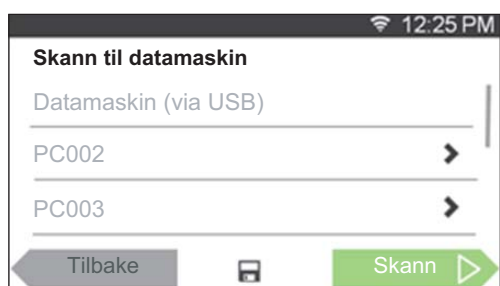 12:25 PM
Skann til datamaskin
Datamaskin (via USB)
PC002
PC003
Tilbake
Skann